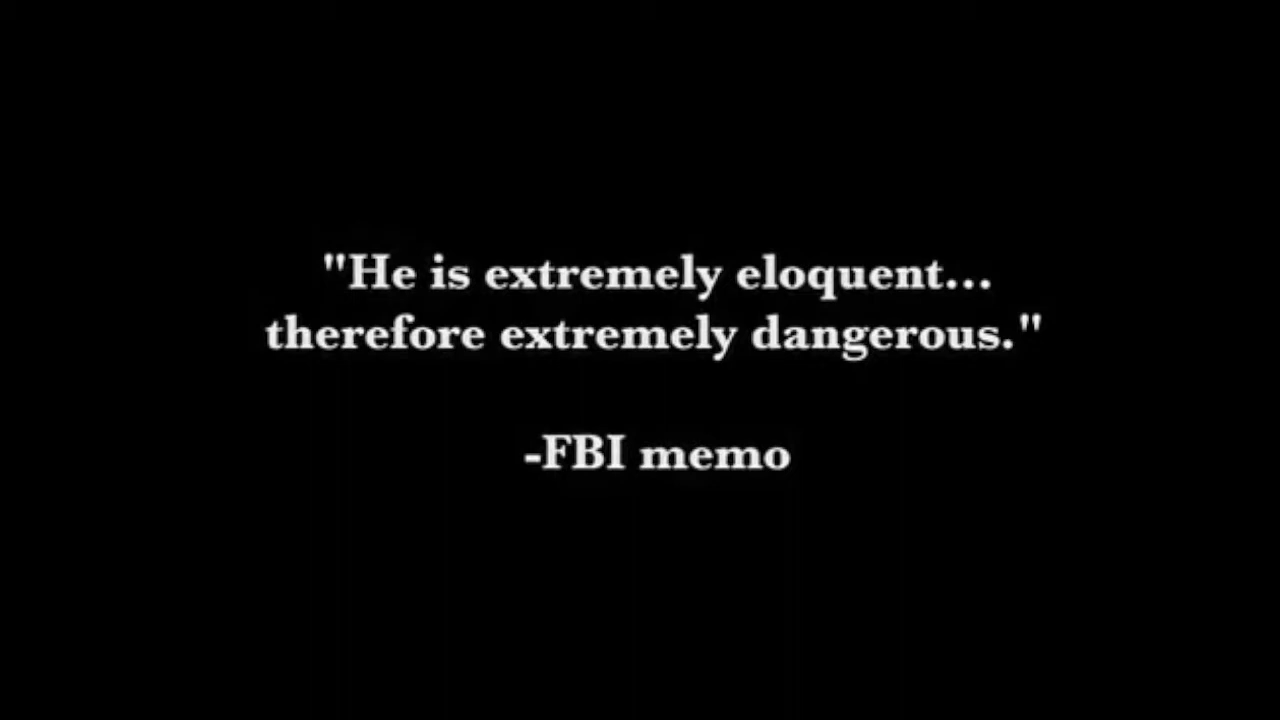 "He is extremely eloquent...
therefore extremely dangerous."
-FBI memo